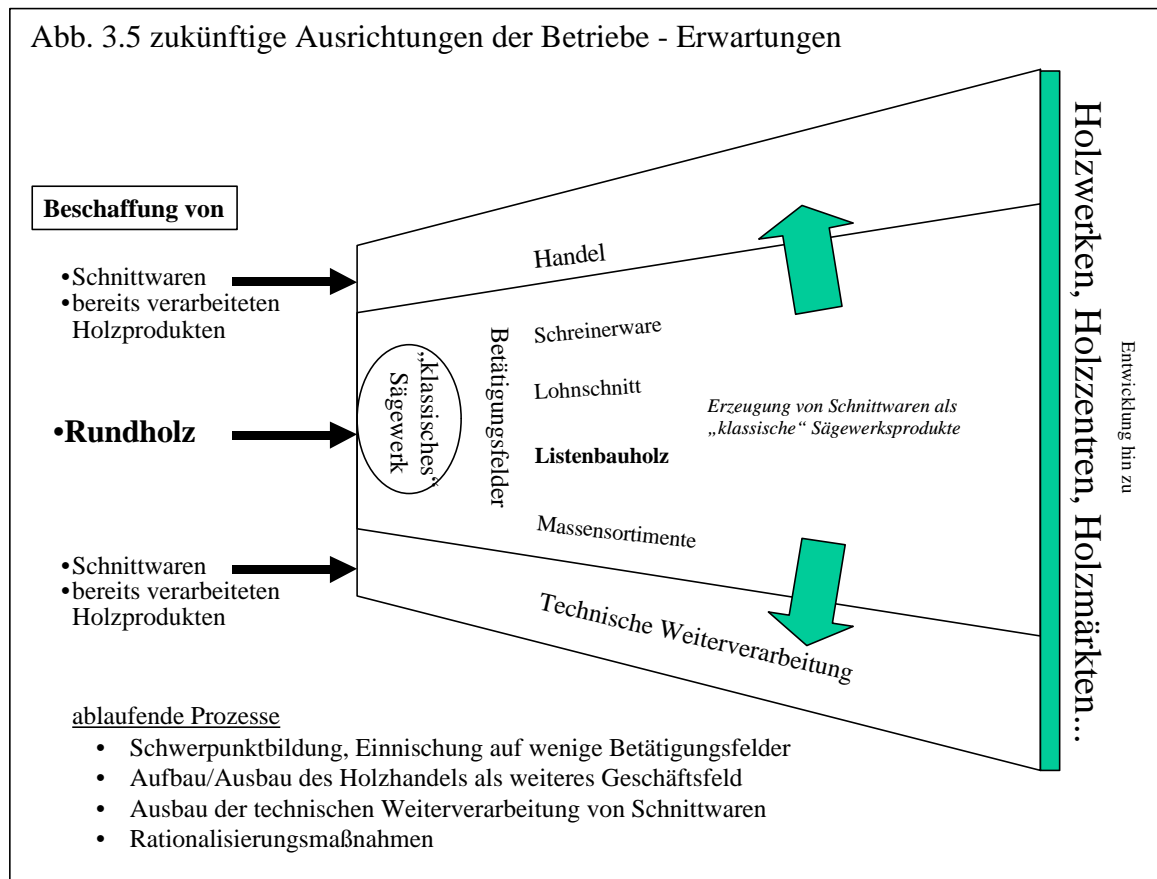 Abb. 3.5 zukünftige Ausrichtungen der Betriebe - Erwartungen
Beschaffung von
•Schnittwaren
•bereits verarbeiteten
Holzprodukten
•Rundholz
•Schnittwaren
•bereits verarbeiteten
Holzprodukten
„klassisches“
Sägewerk
Betätigungsfelder
Handel
Schreinerware
Lohnschnitt
Listenbauholz
Massensortimente
Technische Weiterverarbeitung
Erzeugung von Schnittwaren als
„klassische“ Sägewerksprodukte
Entwicklung hin zu
Holzwerken, Holzzentren, Holzmärkten...
ablaufende Prozesse
• Schwerpunktbildung, Einnischung auf wenige Betätigungsfelder
• Aufbau/Ausbau des Holzhandels als weiteres Geschäftsfeld
• Ausbau der technischen Weiterverarbeitung von Schnittwaren
• Rationalisierungsmaßnahmen